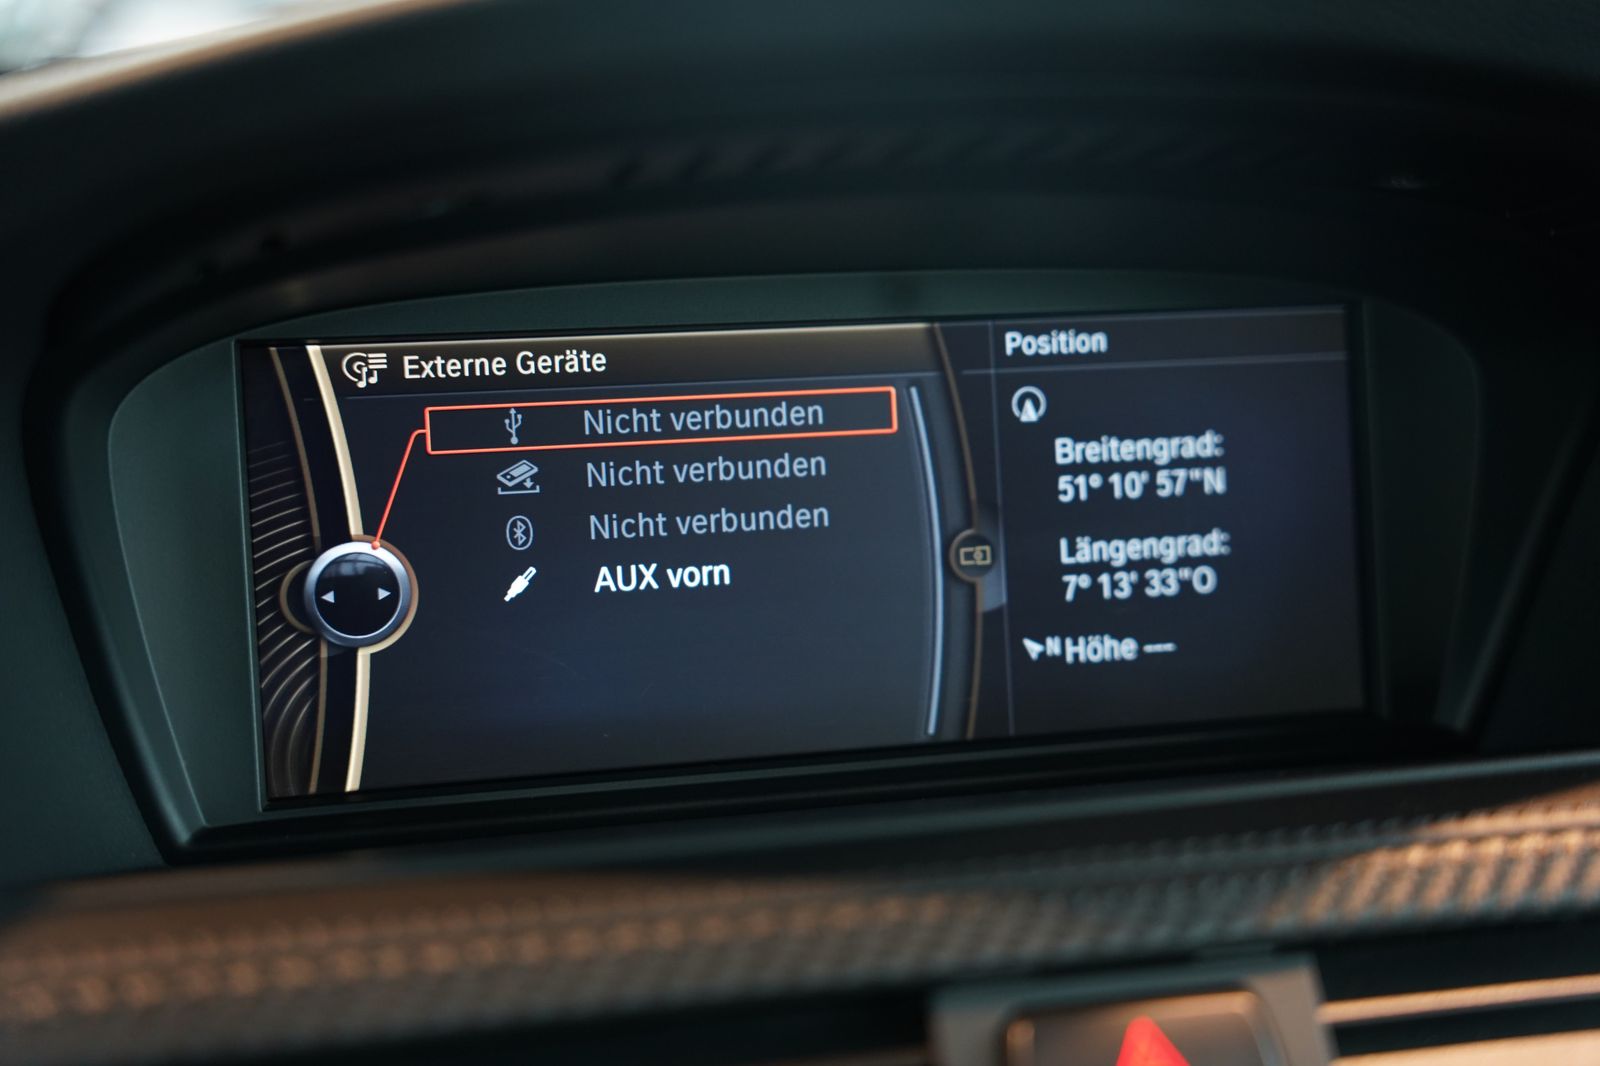 Externe Geräte
Nicht verbunden
Nicht verbunden
Nicht verbunden
AUX vorn
Position
Breitengrad:
51° 10' 57"N
Längengrad:
7° 13' 33"O
N Höhe ---